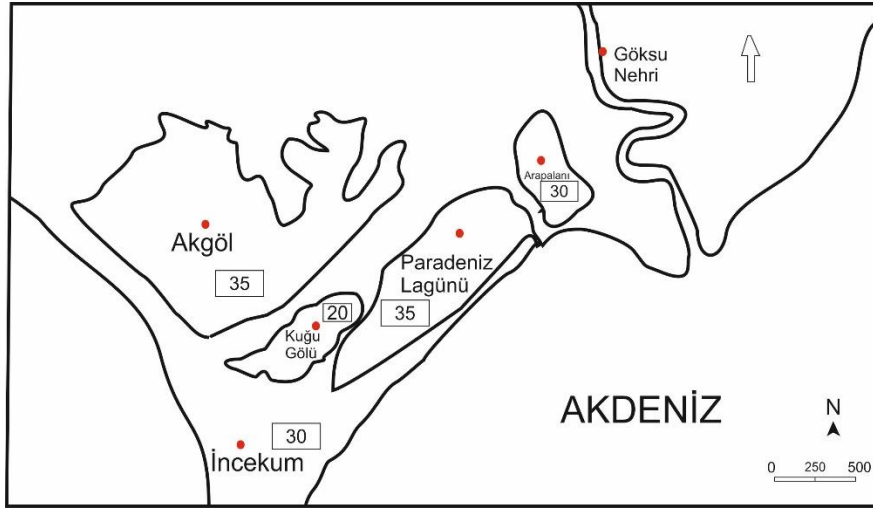 Göksu
Nehri
Arapalanı
30
Akgöl
35
Paradeniz
Lagünü
35
20
Kuğu
Gölü
30
İncekum
AKDENİZ
N
0 250 500